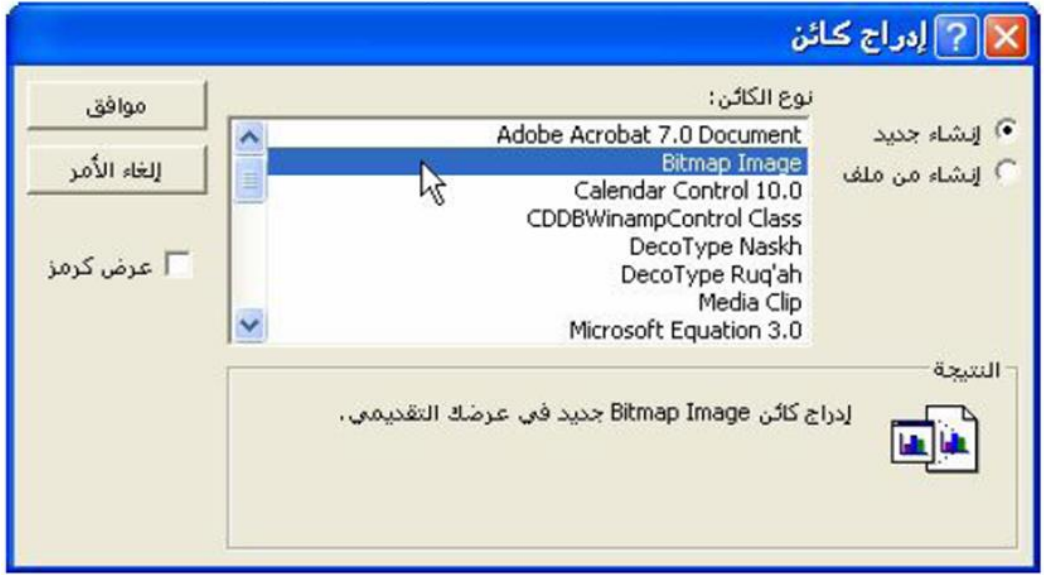 إدراج كائن
نوع الكائن:
إنشاء جديد
إنشاء من ملف
Adobe Acrobat 7.0 Document
Bitmap Image
Calendar Control 10.0
CDDBWinampControl Class
DecoType Naskh
DecoType Ruq'ah
Media Clip
Microsoft Equation 3.0
موافق
إلغاء الأمر
عرض كرمز
النتيجة
إدراج كائن Bitmap Image جديد في عرضك التقديمي.